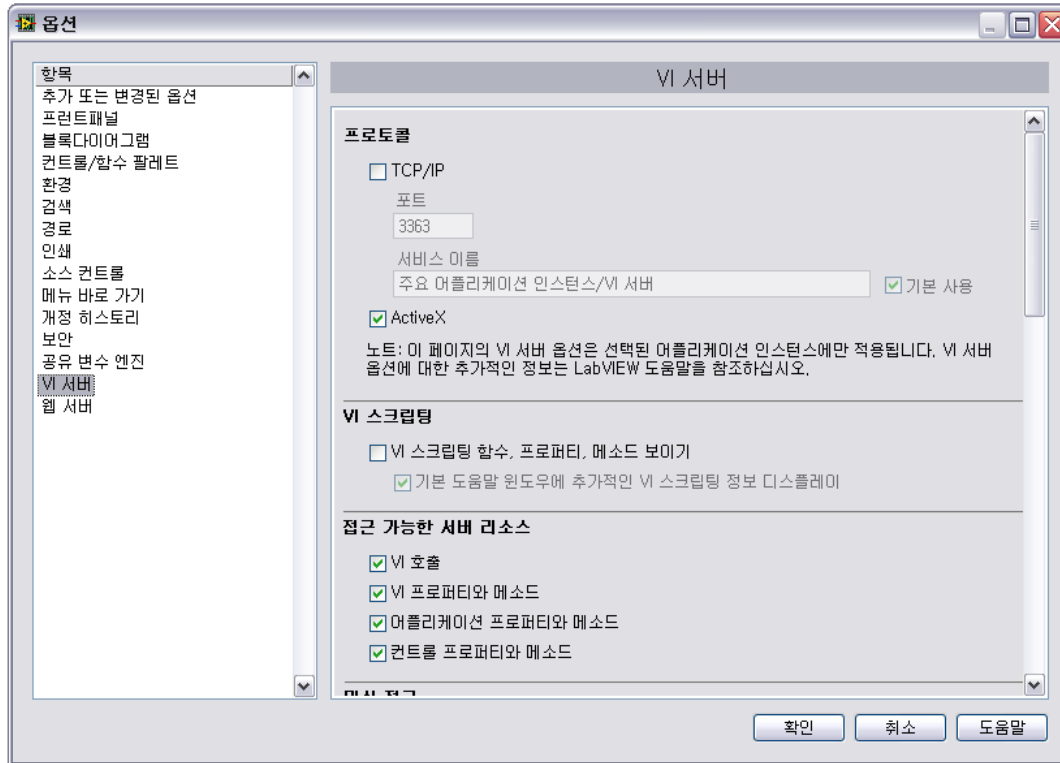 옵션
항목
추가 또는 변경된 옵션
프런트패널
블록다이어그램
컨트롤/함수 팔레트
환경
검색
경로
인쇄
소스 컨트롤
메뉴 바로 가기
개정 히스토리
보안
공유 변수 엔진
VI 서버
웹 서버
VI 서버
프로토콜
TCP/IP
포트
3363
서비스 이름
주요 어플리케이션 인스턴스/VI 서버
기본 사용
ActiveX
노트: 이 페이지의 VI 서버 옵션은 선택된 어플리케이션 인스턴스에만 적용됩니다. VI 서버
옵션에 대한 추가적인 정보는 LabVIEW 도움말을 참조하십시오.
VI 스크립팅
VI 스크립팅 함수, 프로퍼티, 메소드 보이기
기본 도움말 윈도우에 추가적인 VI 스크립팅 정보 디스플레이
접근 가능한 서버 리소스
VI 호출
VI 프로퍼티와 메소드
어플리케이션 프로퍼티와 메소드
컨트롤 프로퍼티와 메소드
확인
취소
도움말